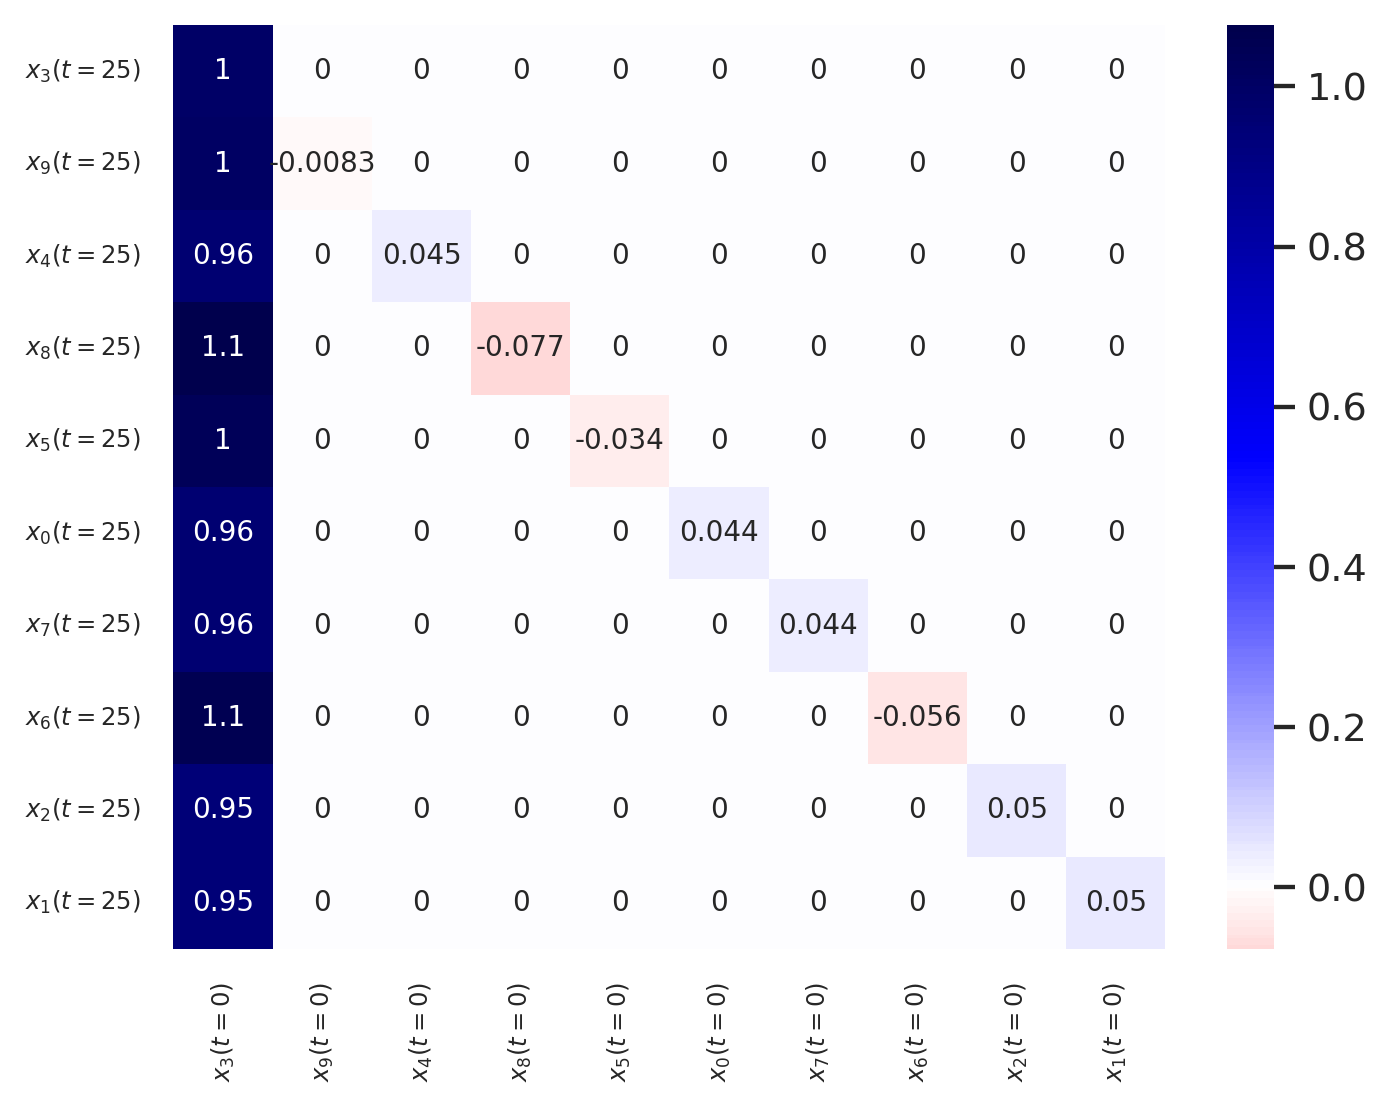 x₃(t = 25) 1 0 0 0 0 0 0 0 0 0
x₉(t = 25) 1 -0.0083 0 0 0 0 0 0 0 0
x₄(t = 25) 0.96 0 0.045 0 0 0 0 0 0 0
x₈(t = 25) 1.1 0 0 -0.077 0 0 0 0 0 0
x₅(t = 25) 1 0 0 0 -0.034 0 0 0 0 0
x₀(t = 25) 0.96 0 0 0 0 0.044 0 0 0 0
x₇(t = 25) 0.96 0 0 0 0 0 0.044 0 0 0
x₆(t = 25) 1.1 0 0 0 0 0 0 -0.056 0 0
x₂(t = 25) 0.95 0 0 0 0 0 0 0 0.05 0
x₁(t = 25) 0.95 0 0 0 0 0 0 0 0 0.05
x₃(t = 0)
x₉(t = 0)
x₄(t = 0)
x₈(t = 0)
x₅(t = 0)
x₀(t = 0)
x₇(t = 0)
x₆(t = 0)
x₂(t = 0)
x₁(t = 0)
1.0
0.8
0.6
0.4
0.2
0.0